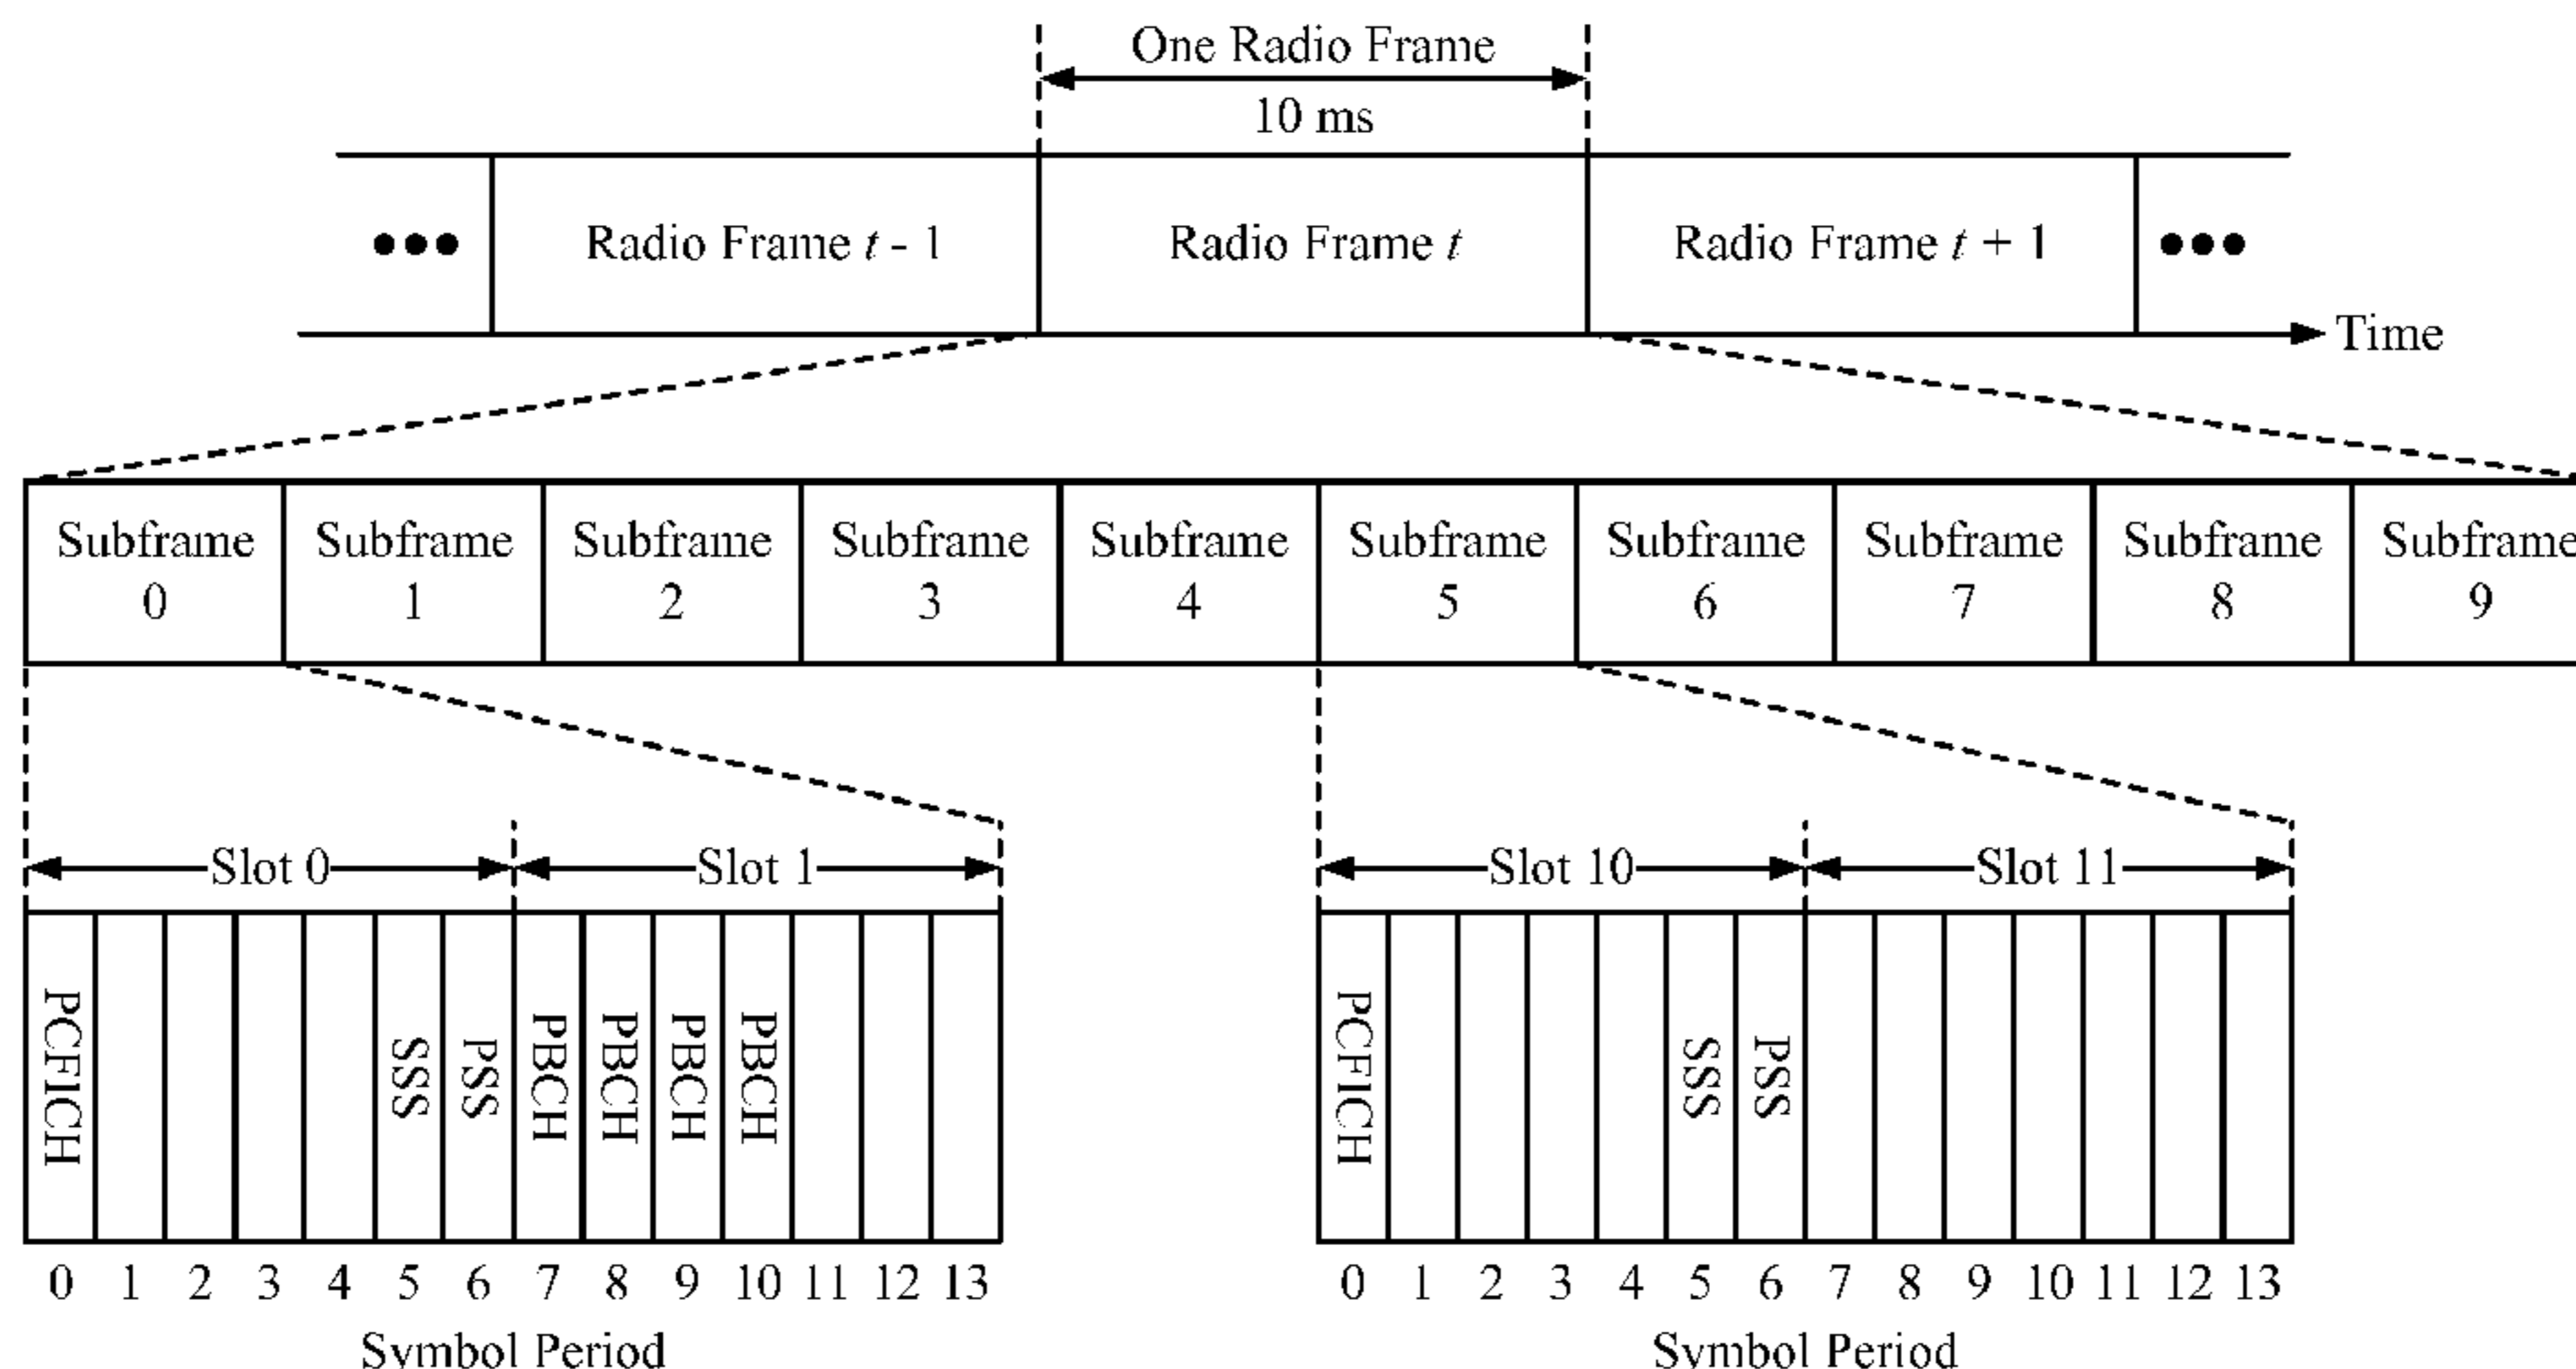 One Radio Frame
10 ms
••• Radio Frame t - 1 Radio Frame t Radio Frame t + 1 •••
Time
Subframe 0
Subframe 1
Subframe 2
Subframe 3
Subframe 4
Subframe 5
Subframe 6
Subframe 7
Subframe 8
Subframe 9
Slot 0 Slot 1 Slot 10 Slot 11
PCFICH SSS PSS PBCH PBCH PBCH PBCH
0 1 2 3 4 5 6 7 8 9 10 11 12 13
Symbol Period
PCFICH SSS PSS
0 1 2 3 4 5 6 7 8 9 10 11 12 13
Symbol Period